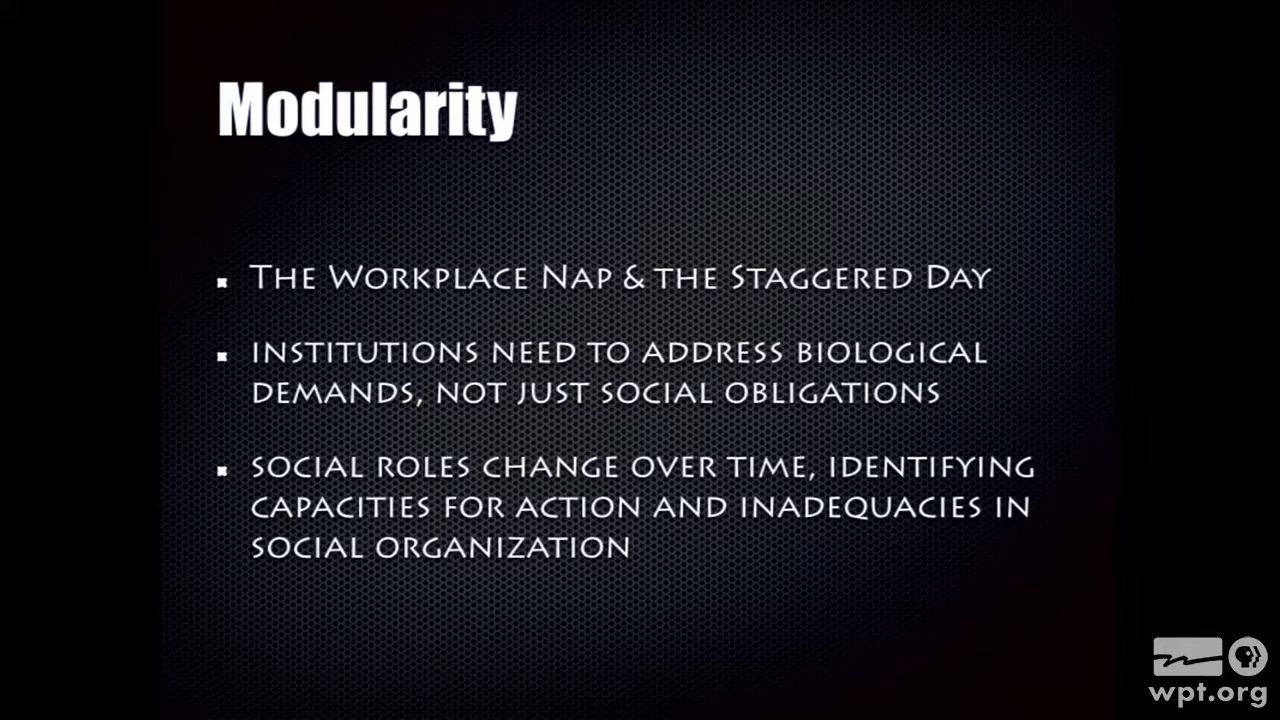 Modularity
The Workplace Nap & the Staggered Day
institutions need to address biological
demands, not just social obligations
social roles change over time, identifying
capacities for action and inadequacies in
social organization
wpt.org